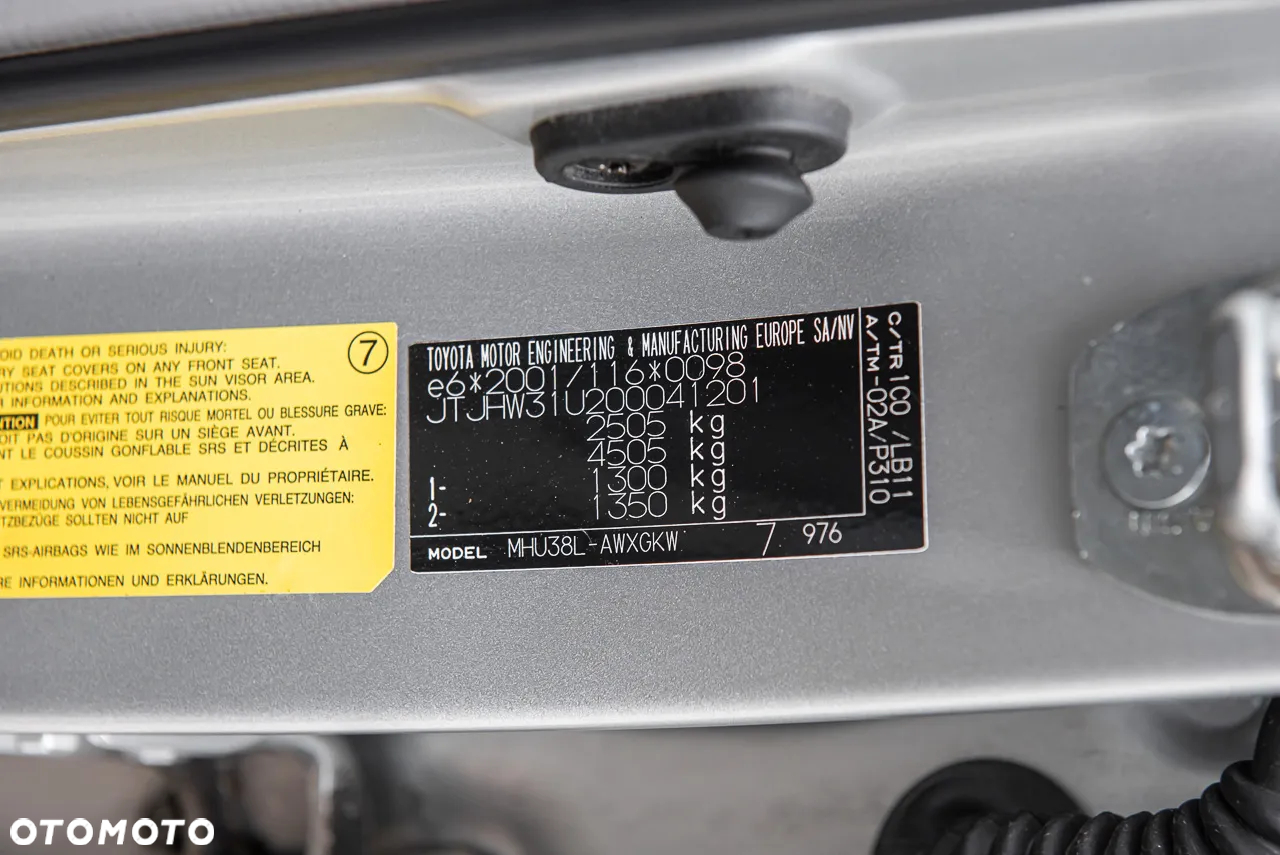 OID DEATH OR SERIOUS INJURY:
RY SEAT COVERS ON ANY FRONT SEAT.
UTIONS DESCRIBED IN THE SUN VISOR AREA.
R INFORMATION AND EXPLANATIONS.
NTION POUR EVITER TOUT RISQUE MORTEL OU BLESSURE GRAVE:
OIT PAS D'ORIGINE SUR UN SIÈGE AVANT.
NT LE COUSSIN GONFLABLE SRS ET DÉCRITES À
T EXPLICATIONS, VOIR LE MANUEL DU PROPRIÉTAIRE.
VERMEIDUNG VON LEBENSGEFÄHRLICHEN VERLETZUNGEN:
TZBEZÜGE SOLLTEN NICHT AUF
SRS-AIRBAGS WIE IM SONNENBLENDENBEREICH
RE INFORMATIONEN UND ERKLÄRUNGEN.
7
TOYOTA MOTOR ENGINEERING & MANUFACTURING EUROPE SA/NV
e6*2001/116*0098
JTJHW31U200041201
2505 kg
4505 kg
1- 1300 kg
2- 1350 kg
MODEL MHU38L-AWXGKW 7 976
C/TR 1C0 /LB11
A/TM-02A/P310
OTOMOTO